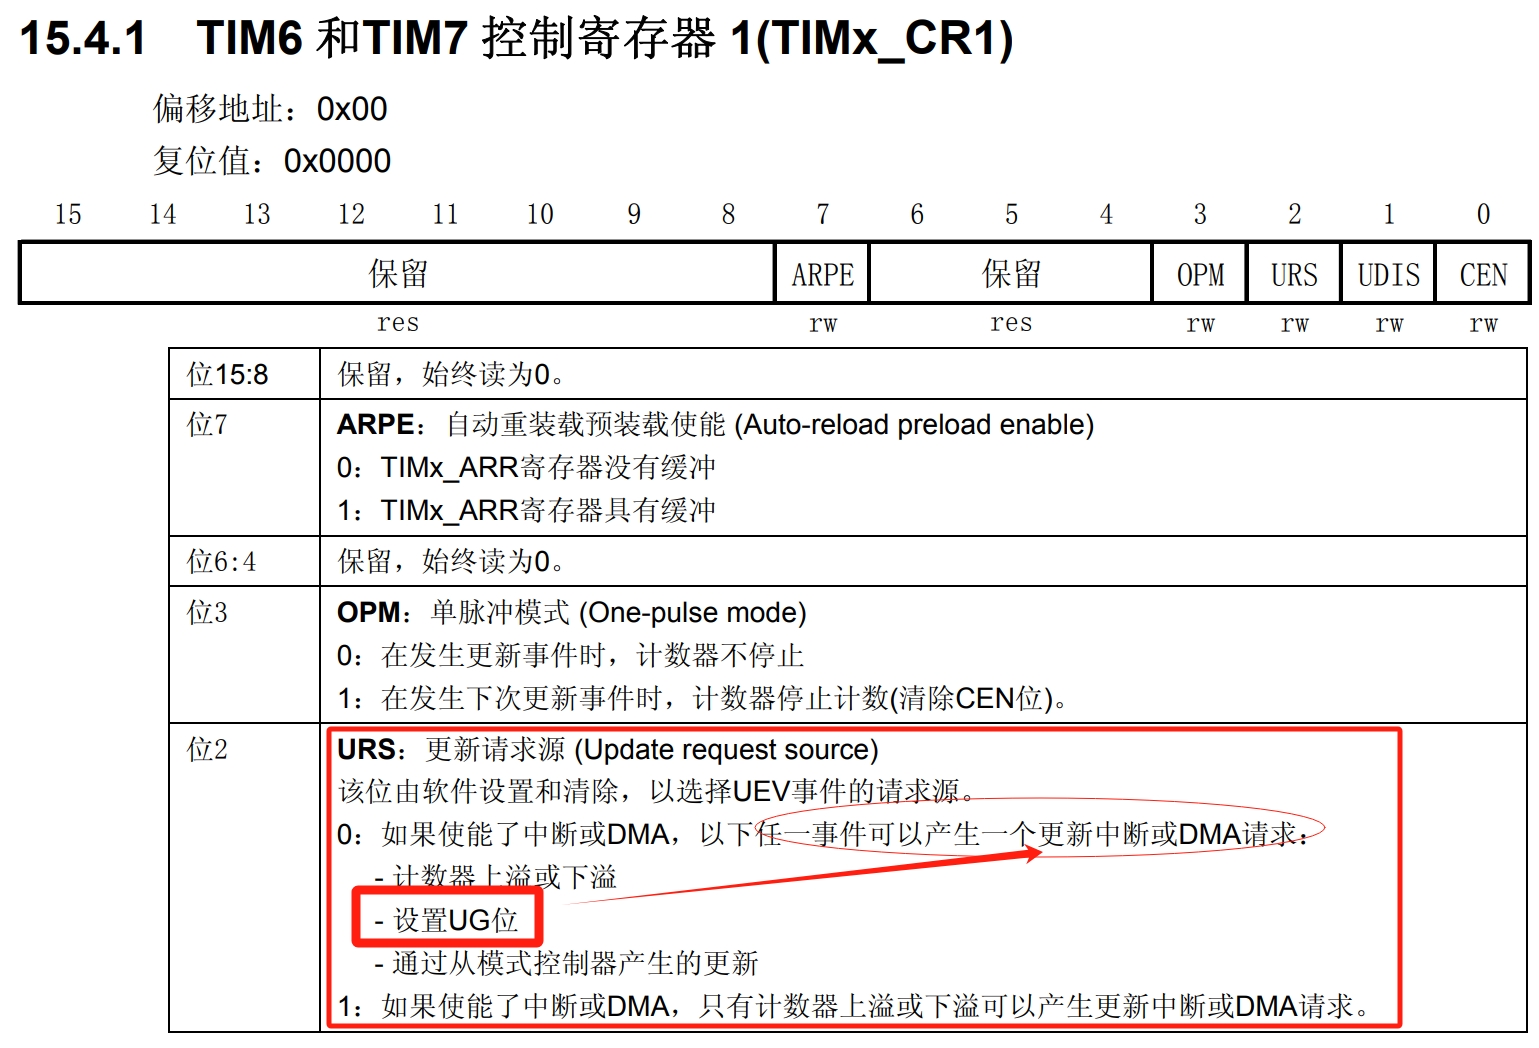 15.4.1 TIM6 和TIM7 控制寄存器 1(TIMx_CR1)
偏移地址：0x00
复位值：0x0000
15 14 13 12 11 10 9 8 7 6 5 4 3 2 1 0
保留 ARPE 保留 OPM URS UDIS CEN
res rw res rw rw rw rw
位15:8 保留，始终读为0。
位7 ARPE：自动重装载预装载使能 (Auto-reload preload enable)
0：TIMx_ARR寄存器没有缓冲
1：TIMx_ARR寄存器具有缓冲
位6:4 保留，始终读为0。
位3 OPM：单脉冲模式 (One-pulse mode)
0：在发生更新事件时，计数器不停止
1：在发生下次更新事件时，计数器停止计数(清除CEN位)。
位2 URS：更新请求源 (Update request source)
该位由软件设置和清除，以选择UEV事件的请求源。
0：如果使能了中断或DMA，以下任一事件可以产生一个更新中断或DMA请求：
- 计数器上溢或下溢
- 设置UG位
- 通过从模式控制器产生的更新
1：如果使能了中断或DMA，只有计数器上溢或下溢可以产生更新中断或DMA请求。